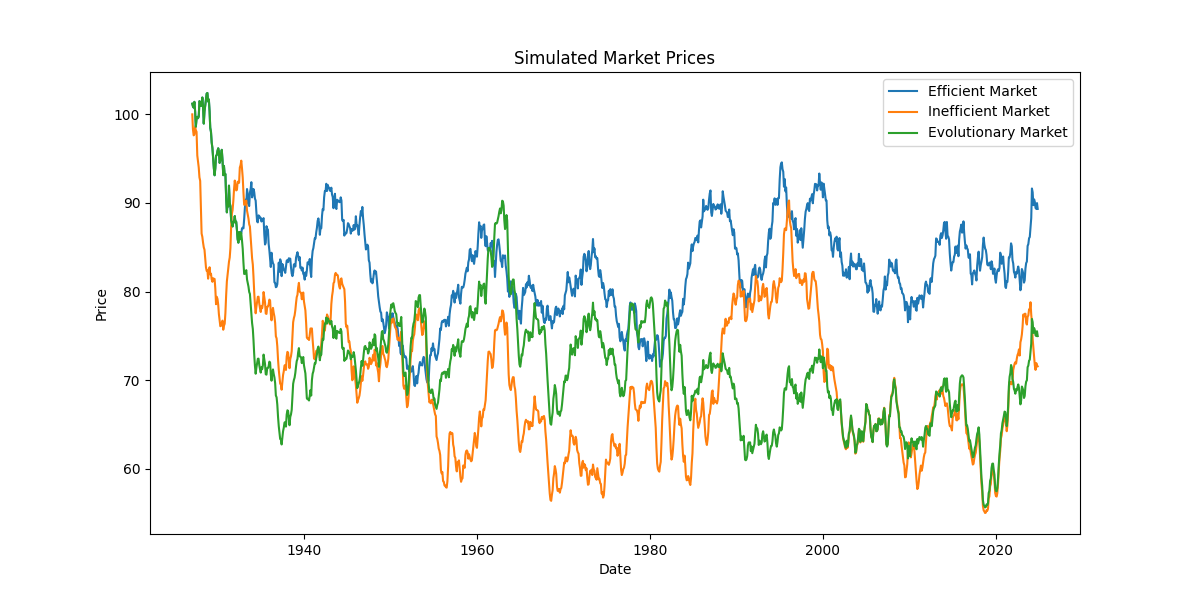 Simulated Market Prices
Efficient Market
Inefficient Market
Evolutionary Market
Price
100
90
80
70
60
1940
1960
1980
2000
2020
Date